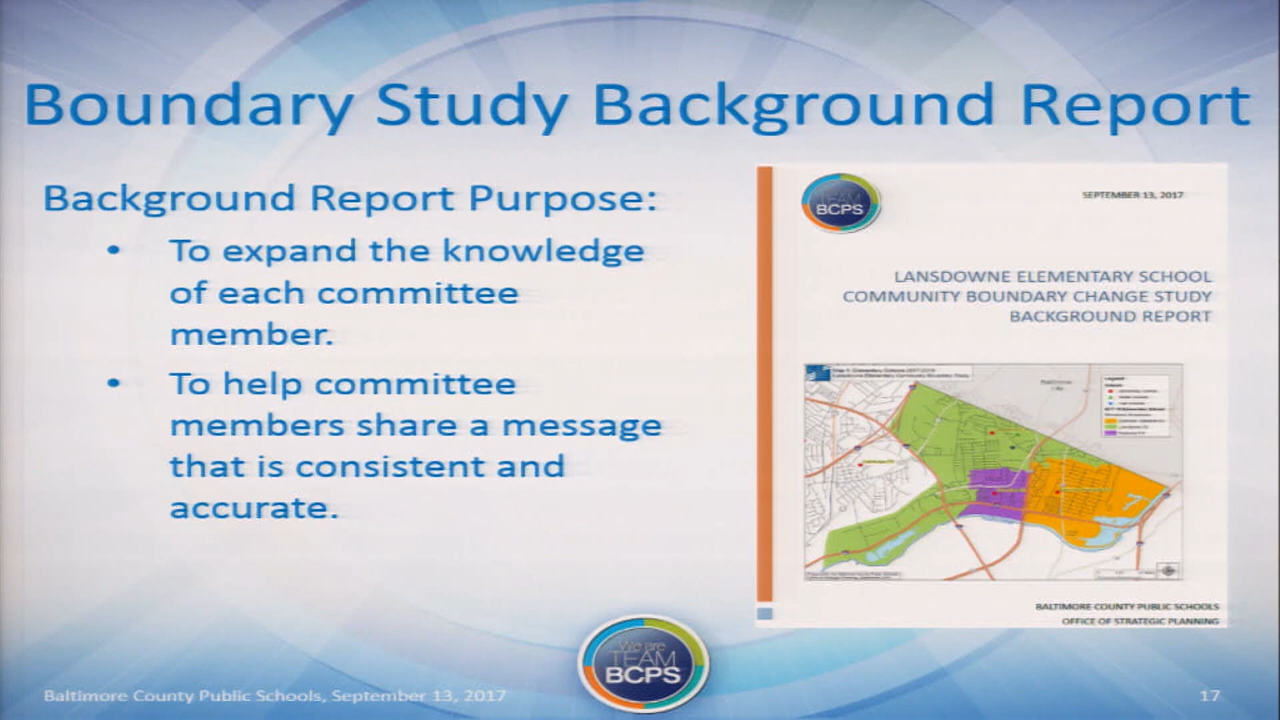 Boundary Study Background Report
Background Report Purpose:
• To expand the knowledge
of each committee
member.
• To help committee
members share a message
that is consistent and
accurate.
TEAM
BCPS
SEPTEMBER 13, 2017
LANSDOWNE ELEMENTARY SCHOOL
COMMUNITY BOUNDARY CHANGE STUDY
BACKGROUND REPORT
BALTIMORE COUNTY PUBLIC SCHOOLS
OFFICE OF STRATEGIC PLANNING
We are
TEAM
BCPS
Baltimore County Public Schools, September 13, 2017
17